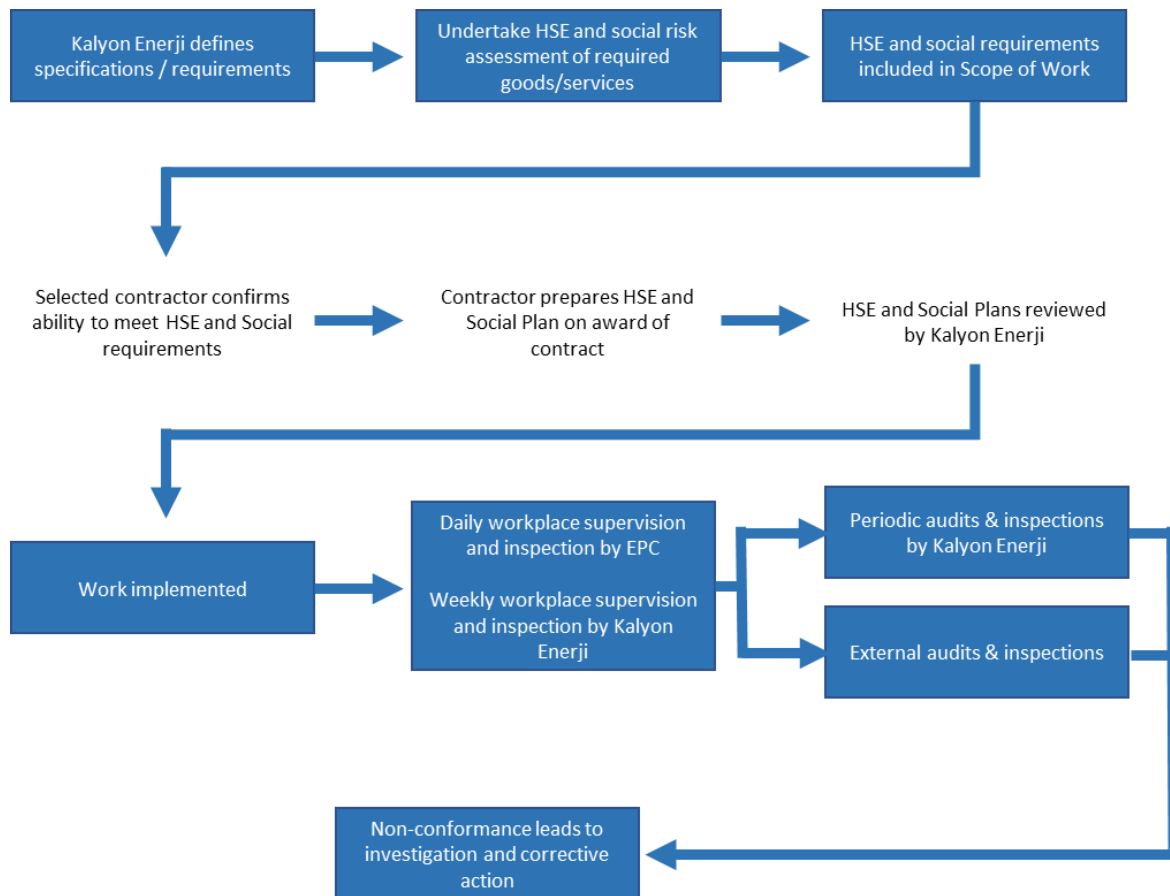 Kalyon Enerji defines
specifications / requirements
Undertake HSE and social risk
assessment of required
goods/services
HSE and social requirements
included in Scope of Work
Selected contractor confirms
ability to meet HSE and Social
requirements
Contractor prepares HSE and
Social Plan on award of
contract
HSE and Social Plans reviewed
by Kalyon Enerji
Work implemented
Daily workplace supervision
and inspection by EPC
Weekly workplace supervision
and inspection by Kalyon
Enerji
Periodic audits & inspections
by Kalyon Enerji
External audits & inspections
Non-conformance leads to
investigation and corrective
action